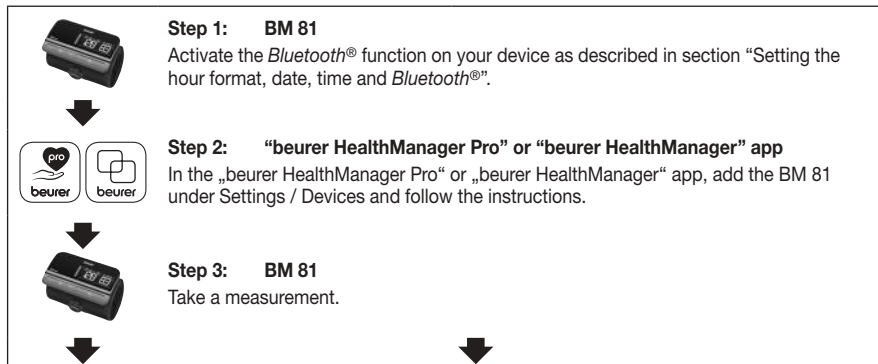 Step 1: BM 81
Activate the Bluetooth® function on your device as described in section “Setting the
hour format, date, time and Bluetooth®”.
pro
beurer
beurer
Step 2: “beurer HealthManager Pro” or “beurer HealthManager” app
In the „beurer HealthManager Pro“ or „beurer HealthManager“ app, add the BM 81
under Settings / Devices and follow the instructions.
Step 3: BM 81
Take a measurement.